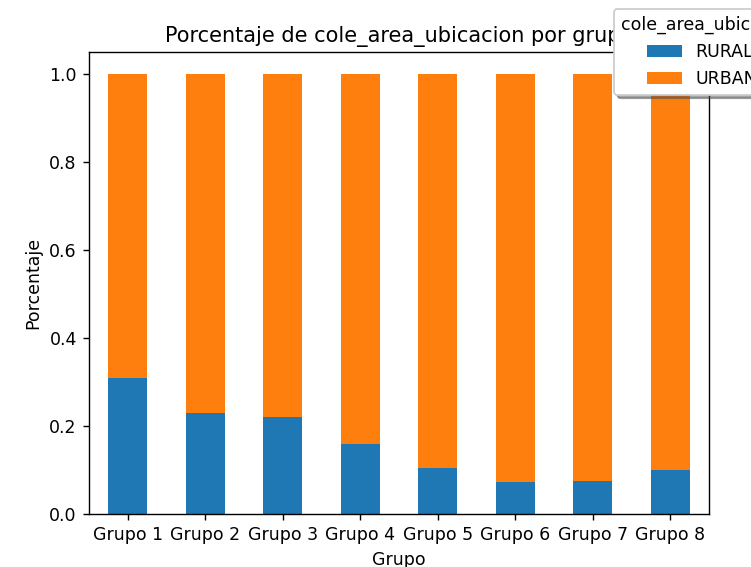 Porcentaje de cole_area_ubicacion por grup
cole_area_ubic
RURAL
URBAN
1.0
0.8
0.6
0.4
0.2
0.0
Porcentaje
Grupo 1 Grupo 2 Grupo 3 Grupo 4 Grupo 5 Grupo 6 Grupo 7 Grupo 8
Grupo